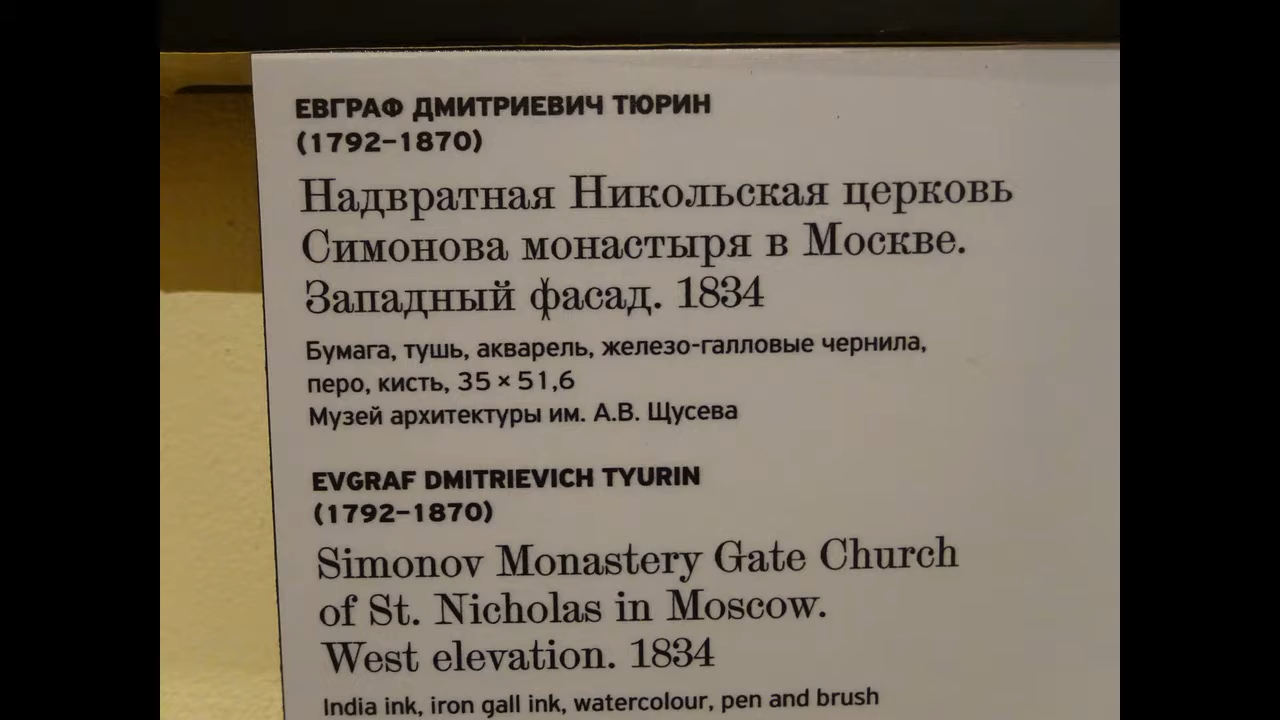 ЕВГРАФ ДМИТРИЕВИЧ ТЮРИН
(1792–1870)
Надвратная Никольская церковь
Симонова монастыря в Москве.
Западный фасад. 1834
Бумага, тушь, акварель, железо-галловые чернила,
перо, кисть, 35 × 51,6
Музей архитектуры им. А.В. Щусева
EVGRAF DMITRIEVICH TYURIN
(1792–1870)
Simonov Monastery Gate Church
of St. Nicholas in Moscow.
West elevation. 1834
India ink, iron gall ink, watercolour, pen and brush